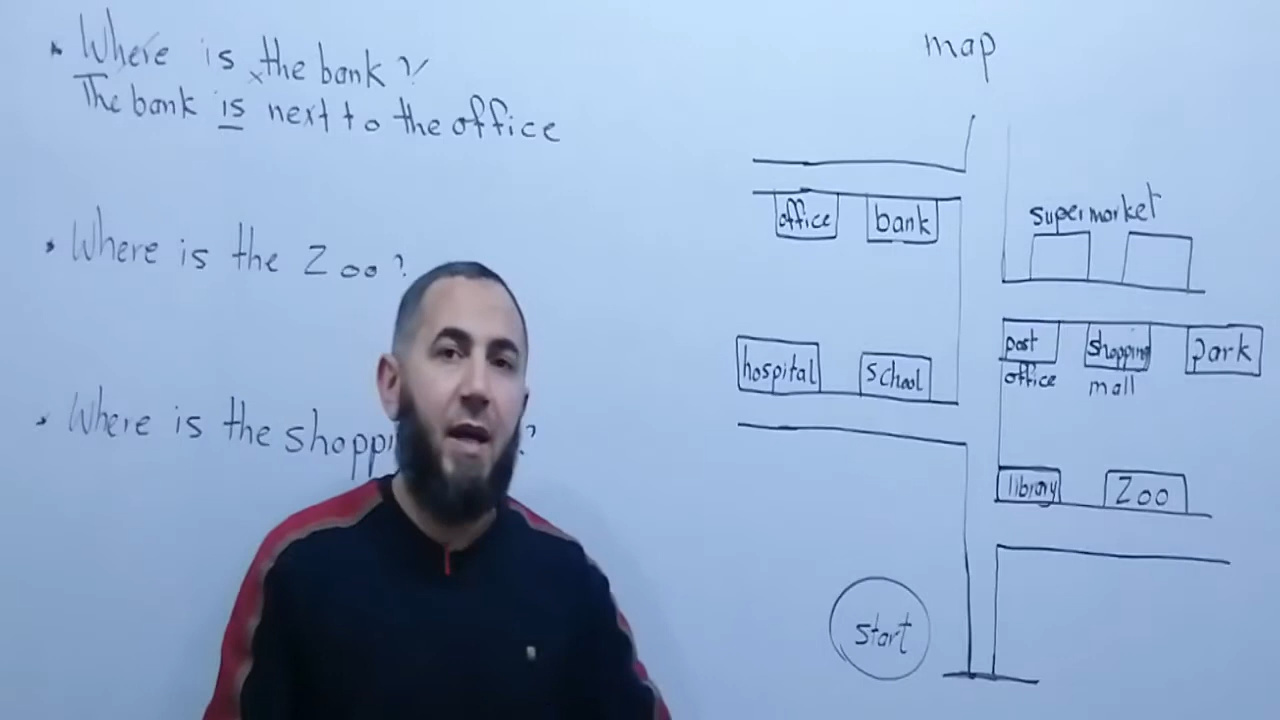 Where is the bank?
The bank is next to the office
Where is the Zoo?
Where is the shoppi ?
map
office bank
supermarket
hospital school
post office
shopping mall
park
library Zoo
start